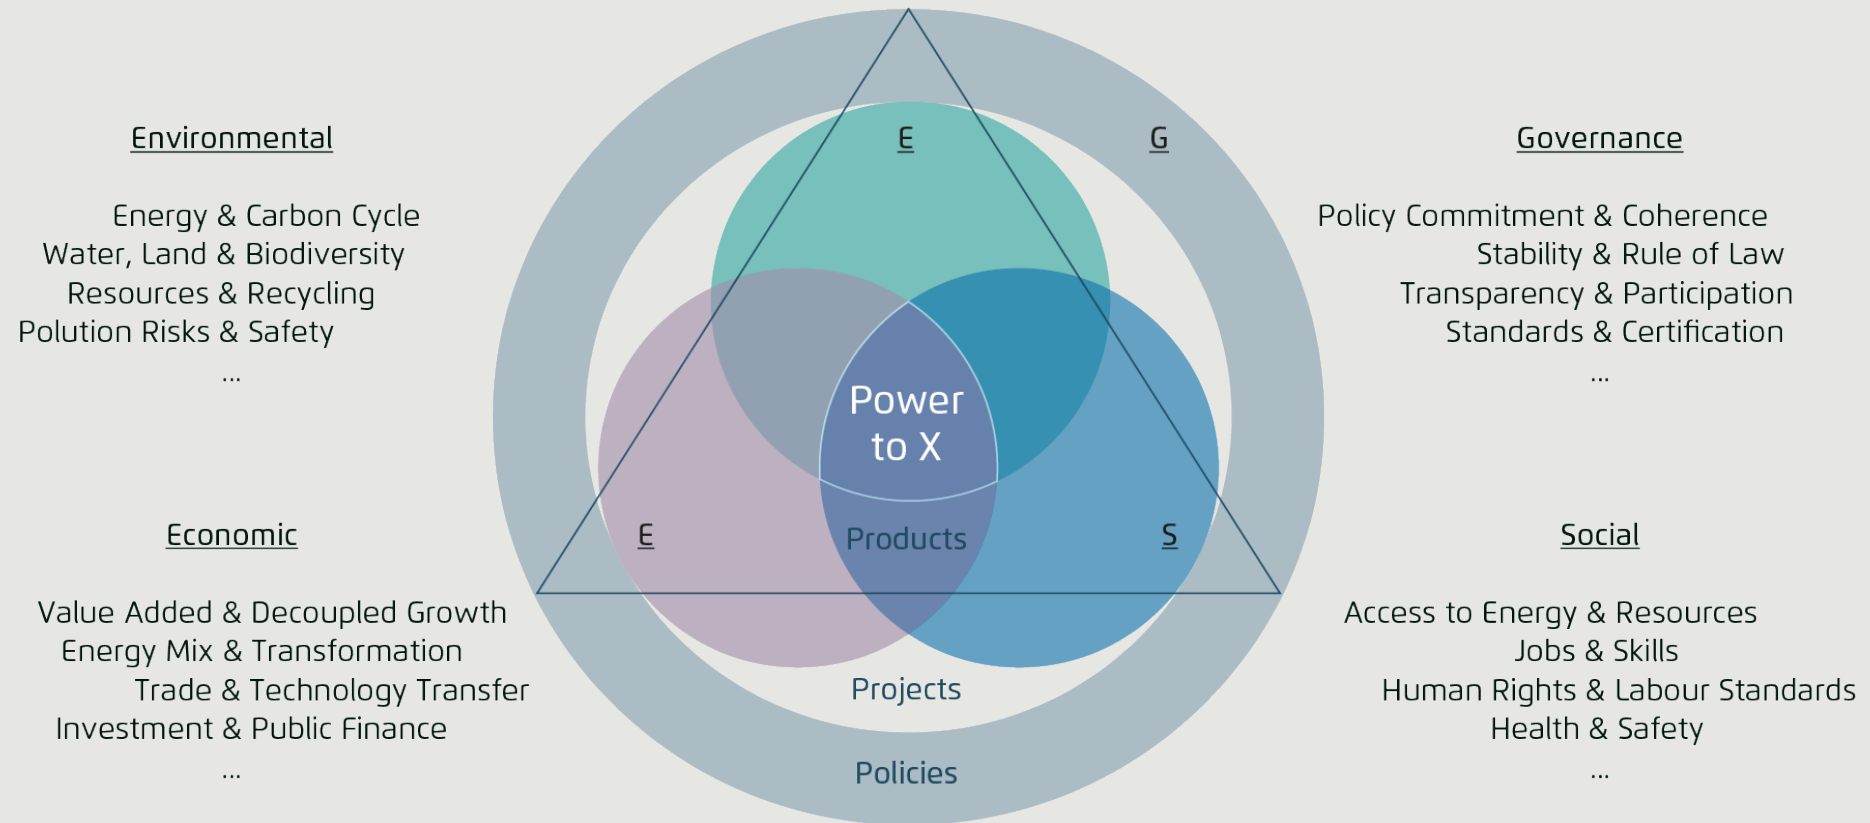 Environmental
Energy & Carbon Cycle
Water, Land & Biodiversity
Resources & Recycling
Polution Risks & Safety
...
Economic
Value Added & Decoupled Growth
Energy Mix & Transformation
Trade & Technology Transfer
Investment & Public Finance
...
E
G
Power
to X
E
Products
S
Projects
Policies
Governance
Policy Commitment & Coherence
Stability & Rule of Law
Transparency & Participation
Standards & Certification
...
Social
Access to Energy & Resources
Jobs & Skills
Human Rights & Labour Standards
Health & Safety
...